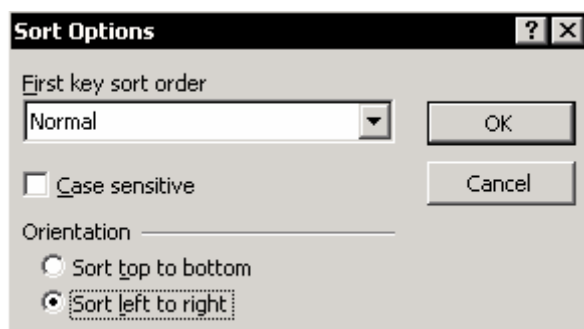 Sort Options
First key sort order
Normal
OK
Case sensitive
Cancel
Orientation
Sort top to bottom
Sort left to right